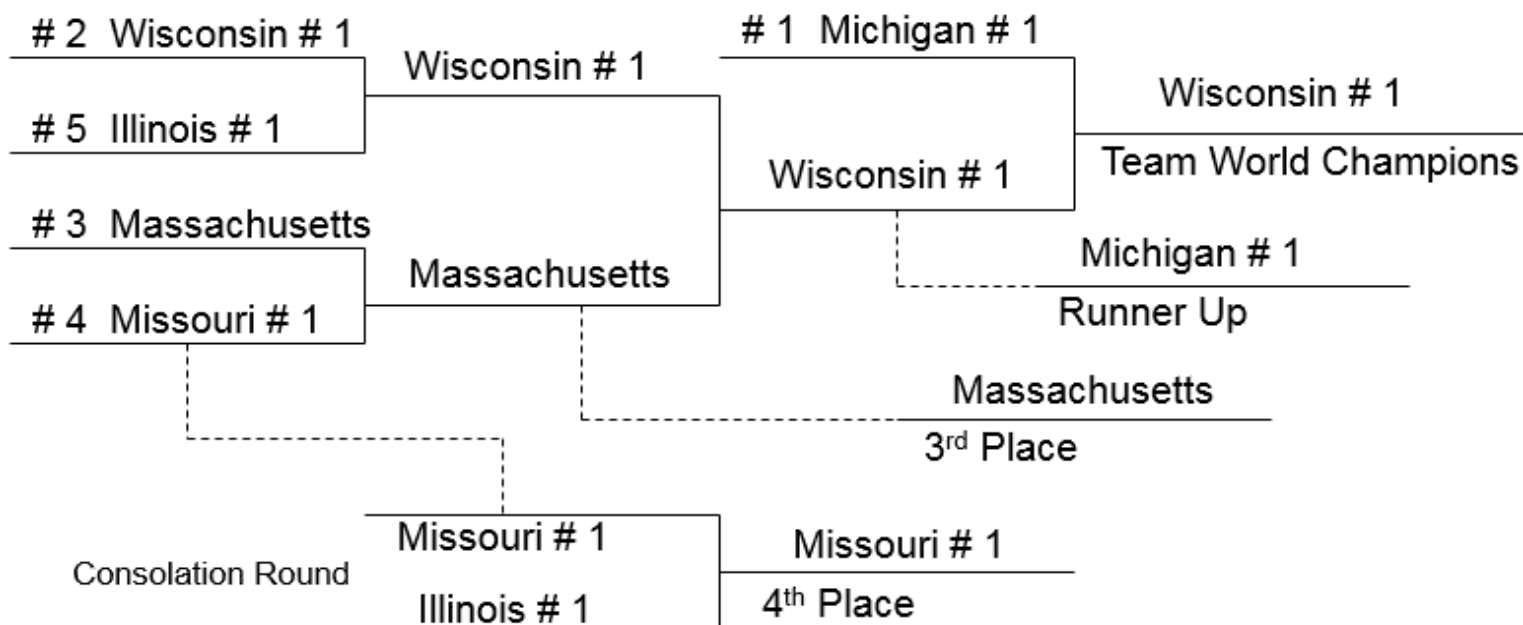 # 2 Wisconsin # 1
# 1 Michigan # 1
Wisconsin # 1
Wisconsin # 1
# 5 Illinois # 1
Team World Champions
Wisconsin # 1
# 3 Massachusetts
Michigan # 1
Massachusetts
Runner Up
# 4 Missouri # 1
Massachusetts
3rd Place
Missouri # 1
Missouri # 1
Consolation Round
Illinois # 1
4th Place